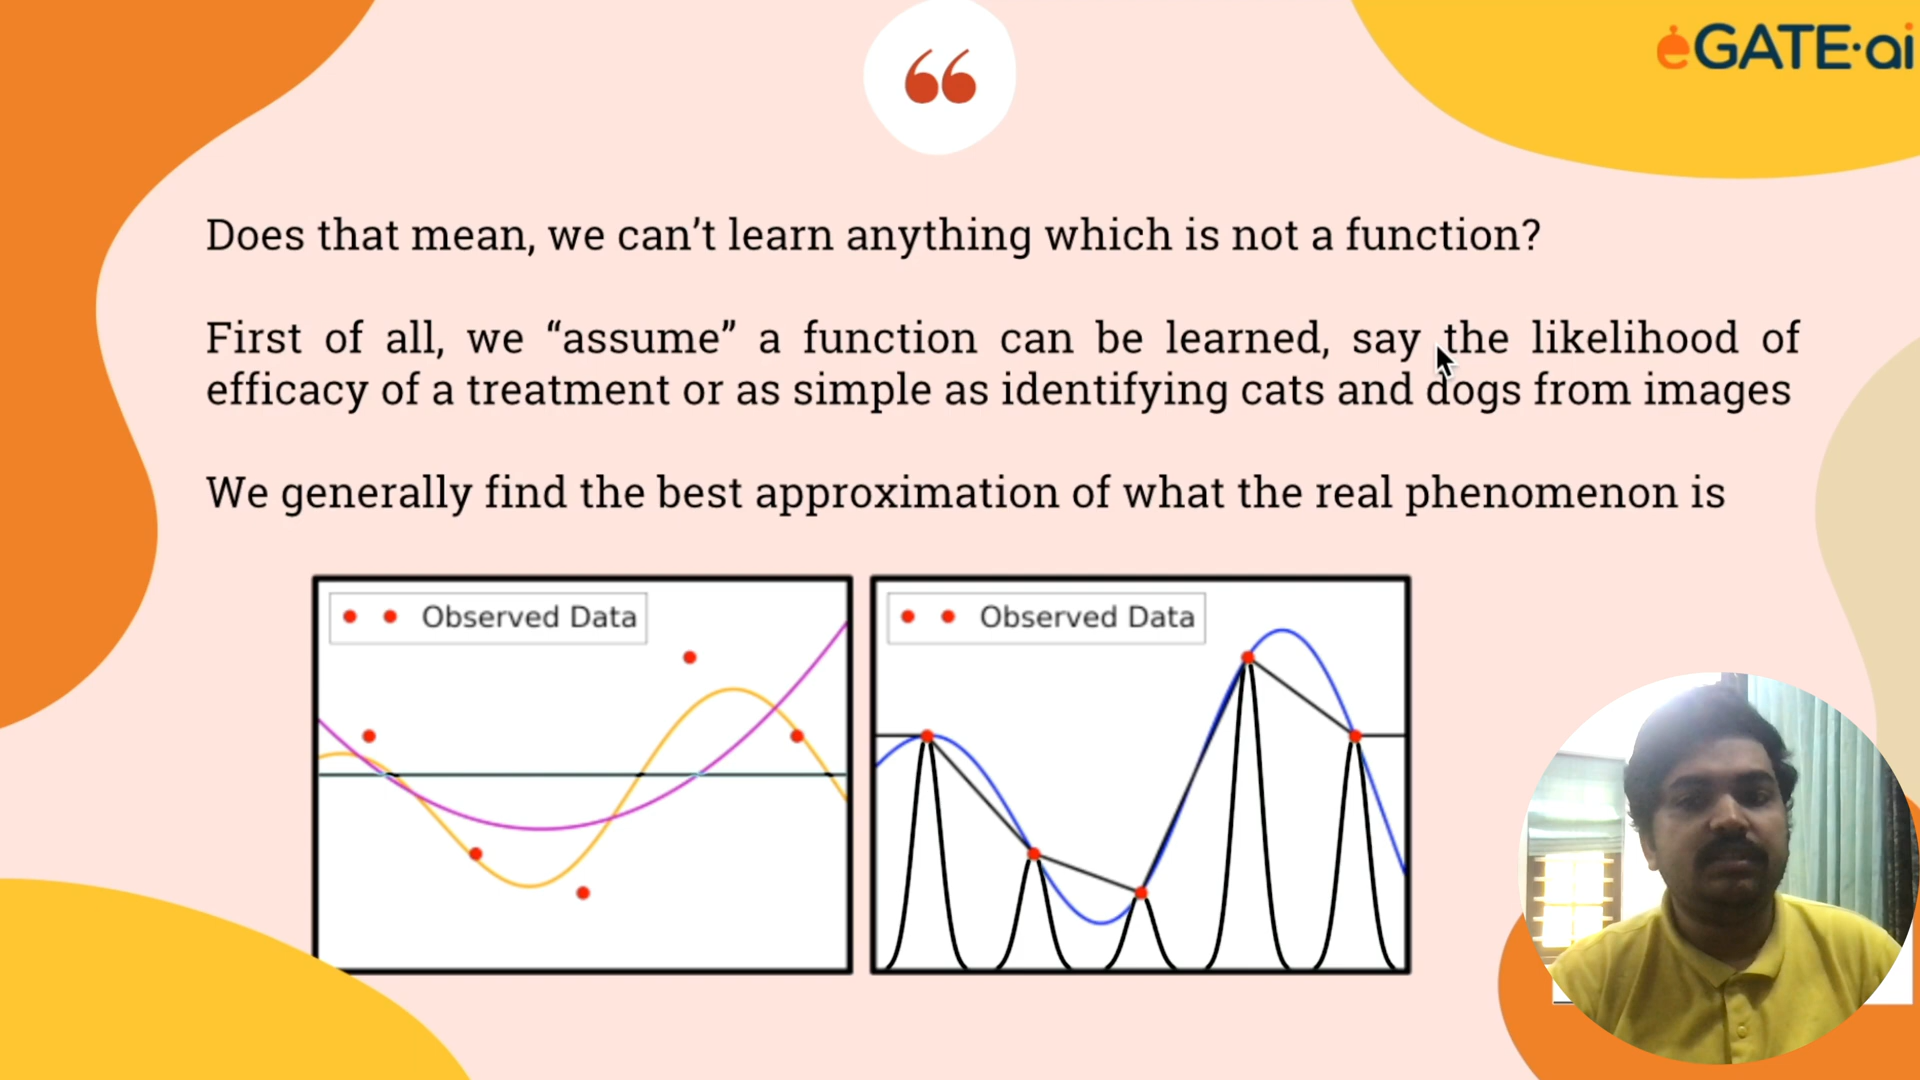 eGATE·ai
“
Does that mean, we can’t learn anything which is not a function?
First of all, we “assume” a function can be learned, say the likelihood of
efficacy of a treatment or as simple as identifying cats and dogs from images
We generally find the best approximation of what the real phenomenon is
Observed Data
Observed Data